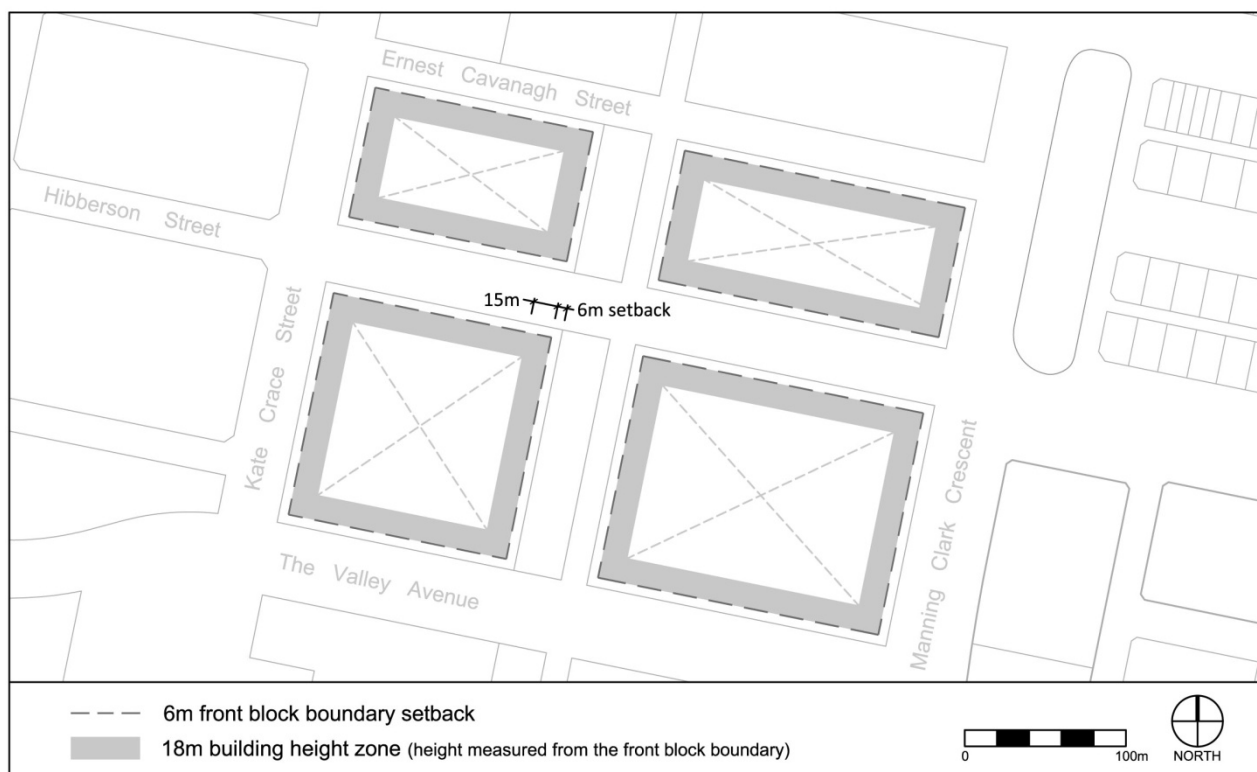 Ernest Cavanagh Street
Hibberson Street
15m
6m setback
Kate Crace Street
Manning Clark Crescent
The Valley Avenue
6m front block boundary setback
18m building height zone (height measured from the front block boundary)
0
100m
NORTH